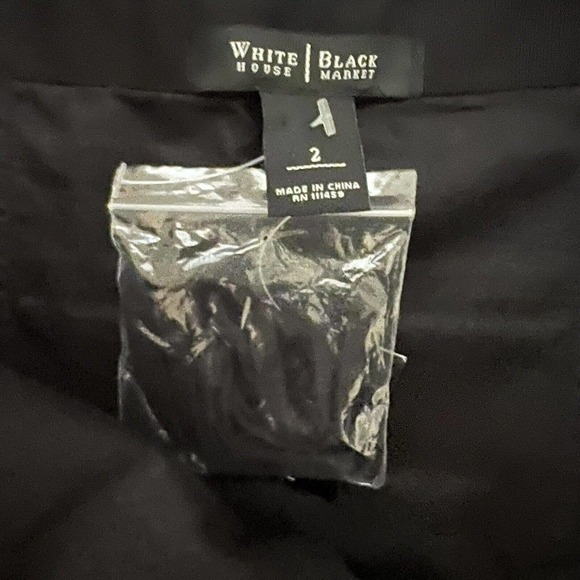 WHITE | BLACK
HOUSE | MARKET
2
MADE IN CHINA
RN 111459